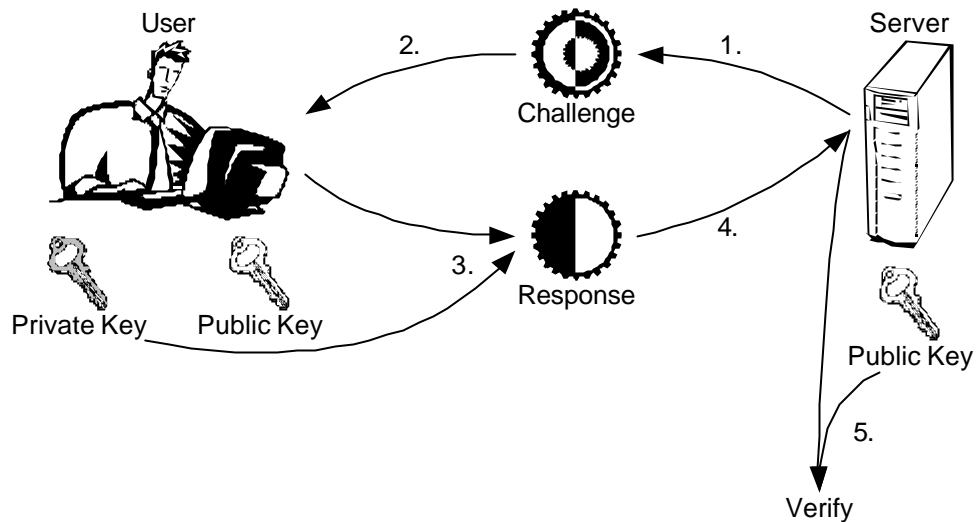 User
2.
1.
Server
Challenge
3.
4.
Response
Private Key
Public Key
Public Key
5.
Verify